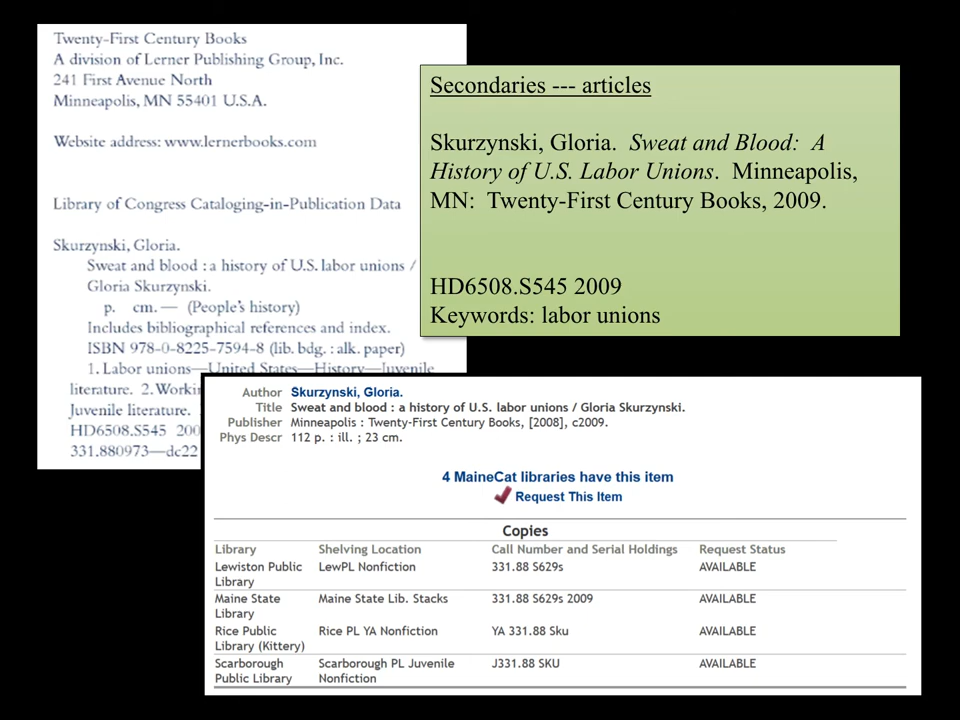 Twenty-First Century Books
A division of Lerner Publishing Group, Inc.
241 First Avenue North
Minneapolis, MN 55401 U.S.A.
Website address: www.lernerbooks.com
Library of Congress Cataloging-in-Publication Data
Skurzynski, Gloria.
Sweat and blood : a history of U.S. labor unions /
Gloria Skurzynski.
p. cm. — (People's history)
Includes bibliographical references and index.
ISBN 978-0-8225-7594-8 (lib. bdg. : alk. paper)
1. Labor unions—United States—History—Juvenile
literature. 2. Workin
Juvenile literature.
HD6508.S545 200
331.880973—dc22
Secondaries --- articles
Skurzynski, Gloria. Sweat and Blood: A
History of U.S. Labor Unions. Minneapolis,
MN: Twenty-First Century Books, 2009.
HD6508.S545 2009
Keywords: labor unions
Author Skurzynski, Gloria.
Title Sweat and blood : a history of U.S. labor unions / Gloria Skurzynski.
Publisher Minneapolis : Twenty-First Century Books, [2008], c2009.
Phys Descr 112 p. : ill. ; 23 cm.
4 MaineCat libraries have this item
Request This Item
Copies
Library Shelving Location Call Number and Serial Holdings Request Status
Lewiston Public LewPL Nonfiction 331.88 S629s AVAILABLE
Library
Maine State Maine State Lib. Stacks 331.88 S629s 2009 AVAILABLE
Library
Rice Public Rice PL YA Nonfiction YA 331.88 Sku AVAILABLE
Library (Kittery)
Scarborough Scarborough PL Juvenile J331.88 SKU AVAILABLE
Public Library Nonfiction